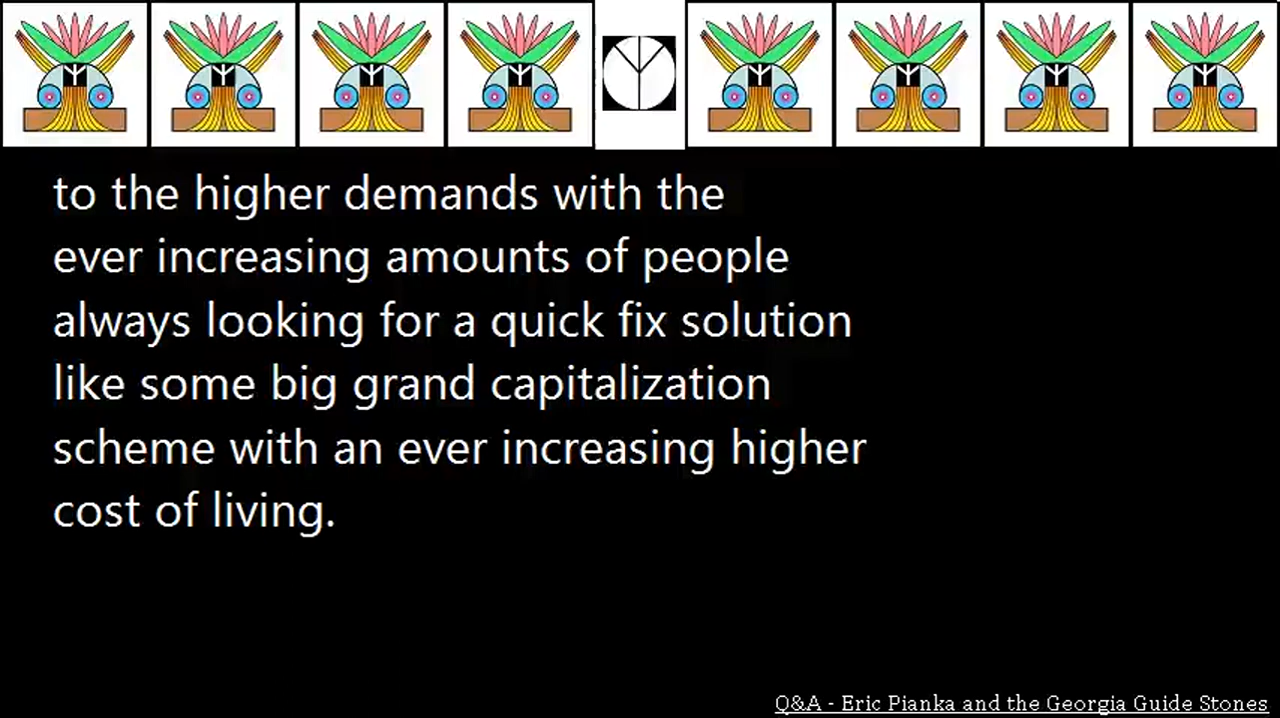 to the higher demands with the
ever increasing amounts of people
always looking for a quick fix solution
like some big grand capitalization
scheme with an ever increasing higher
cost of living.
Q&A - Eric Pianka and the Georgia Guide Stones